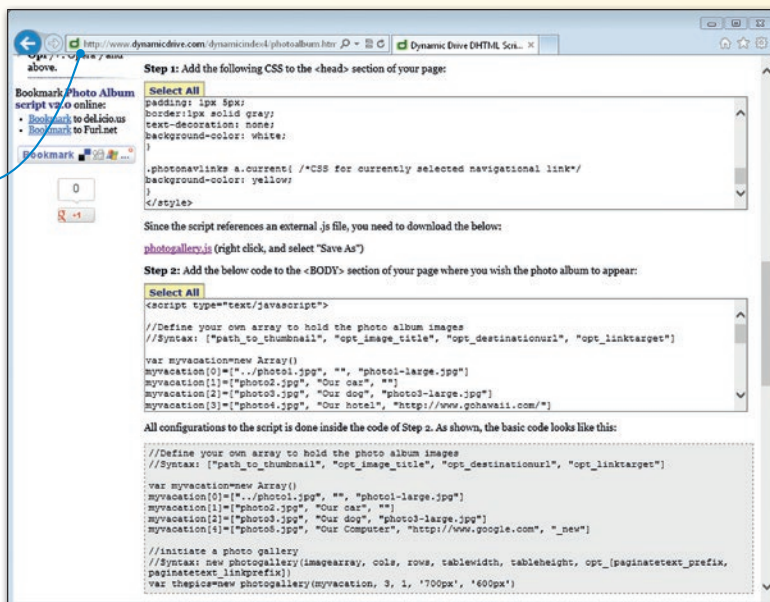 http://www.dynamicdrive.com/dynamicindex4/photoalbum.htm
Dynamic Drive DHTML Scri...
above.
Bookmark Photo Album
script v2.0 online:
Bookmark to del.icio.us
Bookmark to Furl.net
Bookmark
0
+1
Step 1: Add the following CSS to the <head> section of your page:
Select All
padding: 1px 5px;
border:1px solid gray;
text-decoration: none;
background-color: white;
}
.photonavlinks a.current{ /*CSS for currently selected navigational link*/
background-color: yellow;
}
</style>
Since the script references an external .js file, you need to download the below:
photogallery.js (right click, and select "Save As")
Step 2: Add the below code to the <BODY> section of your page where you wish the photo album to appear:
Select All
<script type="text/javascript">
//Define your own array to hold the photo album images
//Syntax: ["path_to_thumbnail", "opt_image_title", "opt_destinationurl", "opt_linktarget"]
var myvacation=new Array()
myvacation[0]=["../photo1.jpg", "", "photo1-large.jpg"]
myvacation[1]=["photo2.jpg", "Our car", ""]
myvacation[2]=["photo3.jpg", "Our dog", "photo3-large.jpg"]
myvacation[3]=["photo4.jpg", "Our hotel", "http://www.gohawaii.com/"]
All configurations to the script is done inside the code of Step 2. As shown, the basic code looks like this:
//Define your own array to hold the photo album images
//Syntax: ["path_to_thumbnail", "opt_image_title", "opt_destinationurl", "opt_linktarget"]
var myvacation=new Array()
myvacation[0]=["../photo1.jpg", "", "photo1-large.jpg"]
myvacation[1]=["photo2.jpg", "Our car", ""]
myvacation[2]=["photo3.jpg", "Our dog", "photo3-large.jpg"]
myvacation[4]=["photo5.jpg", "Our Computer", "http://www.google.com", "_new"]
//initiate a photo gallery
//Syntax: new photogallery(imagearray, cols, rows, tablewidth, tableheight, opt_[paginatetext_prefix,
paginatetext_linkprefix])
var thepics=new photogallery(myvacation, 3, 1, '700px', '600px')